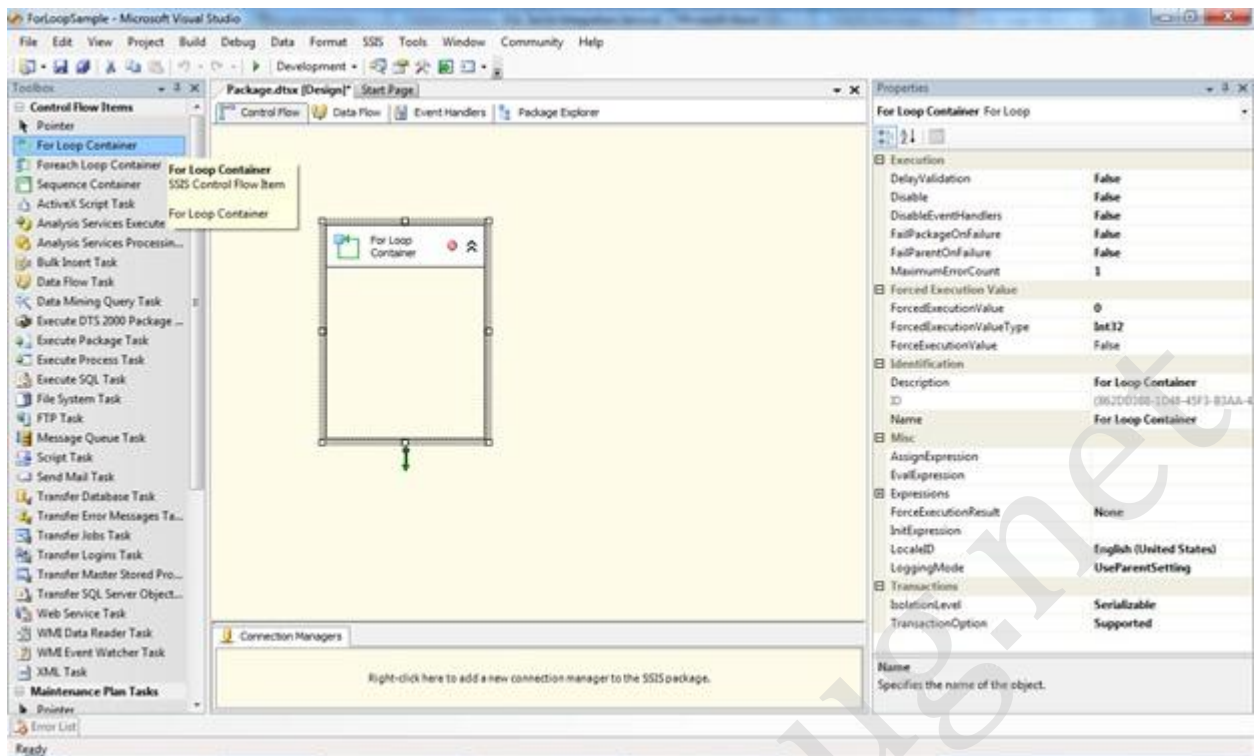 ForLoopSample - Microsoft Visual Studio
File Edit View Project Build Debug Data Format SSIS Tools Window Community Help
Development
Toolbox
Control Flow Items
Pointer
For Loop Container
Foreach Loop Container
Sequence Container
ActiveX Script Task
Analysis Services Execute
Analysis Services Processin...
Bulk Insert Task
Data Flow Task
Data Mining Query Task
Execute DTS 2000 Package ...
Execute Package Task
Execute Process Task
Execute SQL Task
File System Task
FTP Task
Message Queue Task
Script Task
Send Mail Task
Transfer Database Task
Transfer Error Messages Ta...
Transfer Jobs Task
Transfer Logins Task
Transfer Master Stored Pro...
Transfer SQL Server Object...
Web Service Task
WMI Data Reader Task
WMI Event Watcher Task
XML Task
Maintenance Plan Tasks
Pointer
For Loop Container
SSIS Control Flow Item
For Loop Container
Package.dtsx [Design]* Start Page
Control Flow Data Flow Event Handlers Package Explorer
For Loop
Container
Connection Managers
Right-click here to add a new connection manager to the SSIS package.
Properties
For Loop Container For Loop
Execution
DelayValidation False
Disable False
DisableEventHandlers False
FailPackageOnFailure False
FailParentOnFailure False
MaximumErrorCount 1
Forced Execution Value
ForcedExecutionValue 0
ForcedExecutionValueType Int32
ForceExecutionValue False
Identification
Description For Loop Container
ID
Name For Loop Container
Misc
AssignExpression
EvalExpression
Expressions
ForceExecutionResult None
InitExpression
LocaleID English (United States)
LoggingMode UseParentSetting
Transactions
IsolationLevel Serializable
TransactionOption Supported
Name
Specifies the name of the object.
Error List
Ready
ug.net